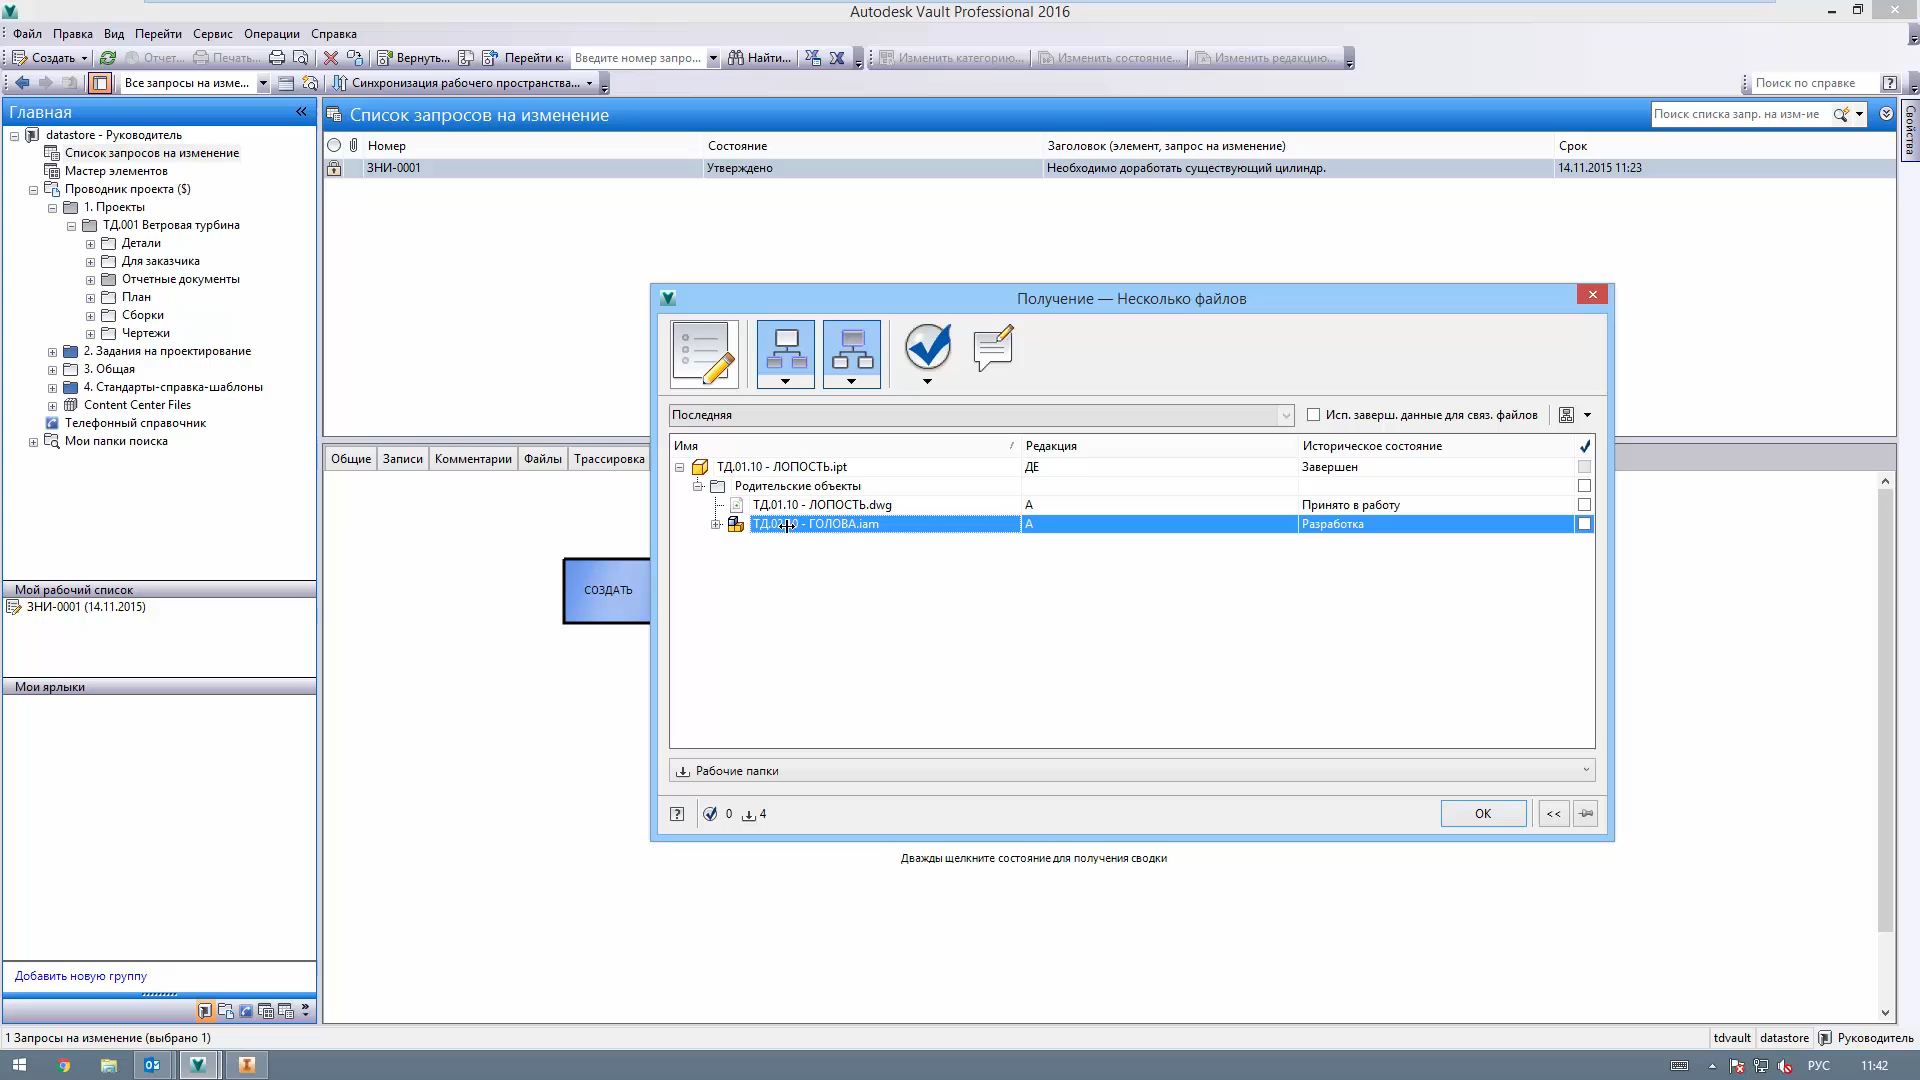 Autodesk Vault Professional 2016
Файл Правка Вид Перейти Сервис Операции Справка
Создать Отчет... Печать... Вернуть... Перейти к: Введите номер запро... Найти... Изменить категорию... Изменить состояние... Изменить редакцию...
Все запросы на изме... Синхронизация рабочего пространства... Поиск по справке
Главная
datastore - Руководитель
Список запросов на изменение
Мастер элементов
Проводник проекта ($)
1. Проекты
ТД.001 Ветровая турбина
Детали
Для заказчика
Отчетные документы
План
Сборки
Чертежи
2. Задания на проектирование
3. Общая
4. Стандарты-справка-шаблоны
Content Center Files
Телефонный справочник
Мои папки поиска
Мой рабочий список
ЗНИ-0001 (14.11.2015)
Мои ярлыки
Добавить новую группу
Список запросов на изменение
Поиск списка запр. на изм-ие
Свойства
Номер Состояние Заголовок (элемент, запрос на изменение) Срок
ЗНИ-0001 Утверждено Необходимо доработать существующий цилиндр. 14.11.2015 11:23
Общие Записи Комментарии Файлы Трассировка
СОЗДАТЬ
Получение — Несколько файлов
Последняя
Исп. заверш. данные для связ. файлов
Имя Редакция Историческое состояние
ТД.01.10 - ЛОПОСТЬ.ipt ДЕ Завершен
Родительские объекты
ТД.01.10 - ЛОПОСТЬ.dwg А Принято в работу
- ГОЛОВА.iam А Разработка
Рабочие папки
? 0 4
ОК <<
Дважды щелкните состояние для получения сводки
1 Запросы на изменение (выбрано 1)
tdvault datastore Руководитель
РУС 11:42